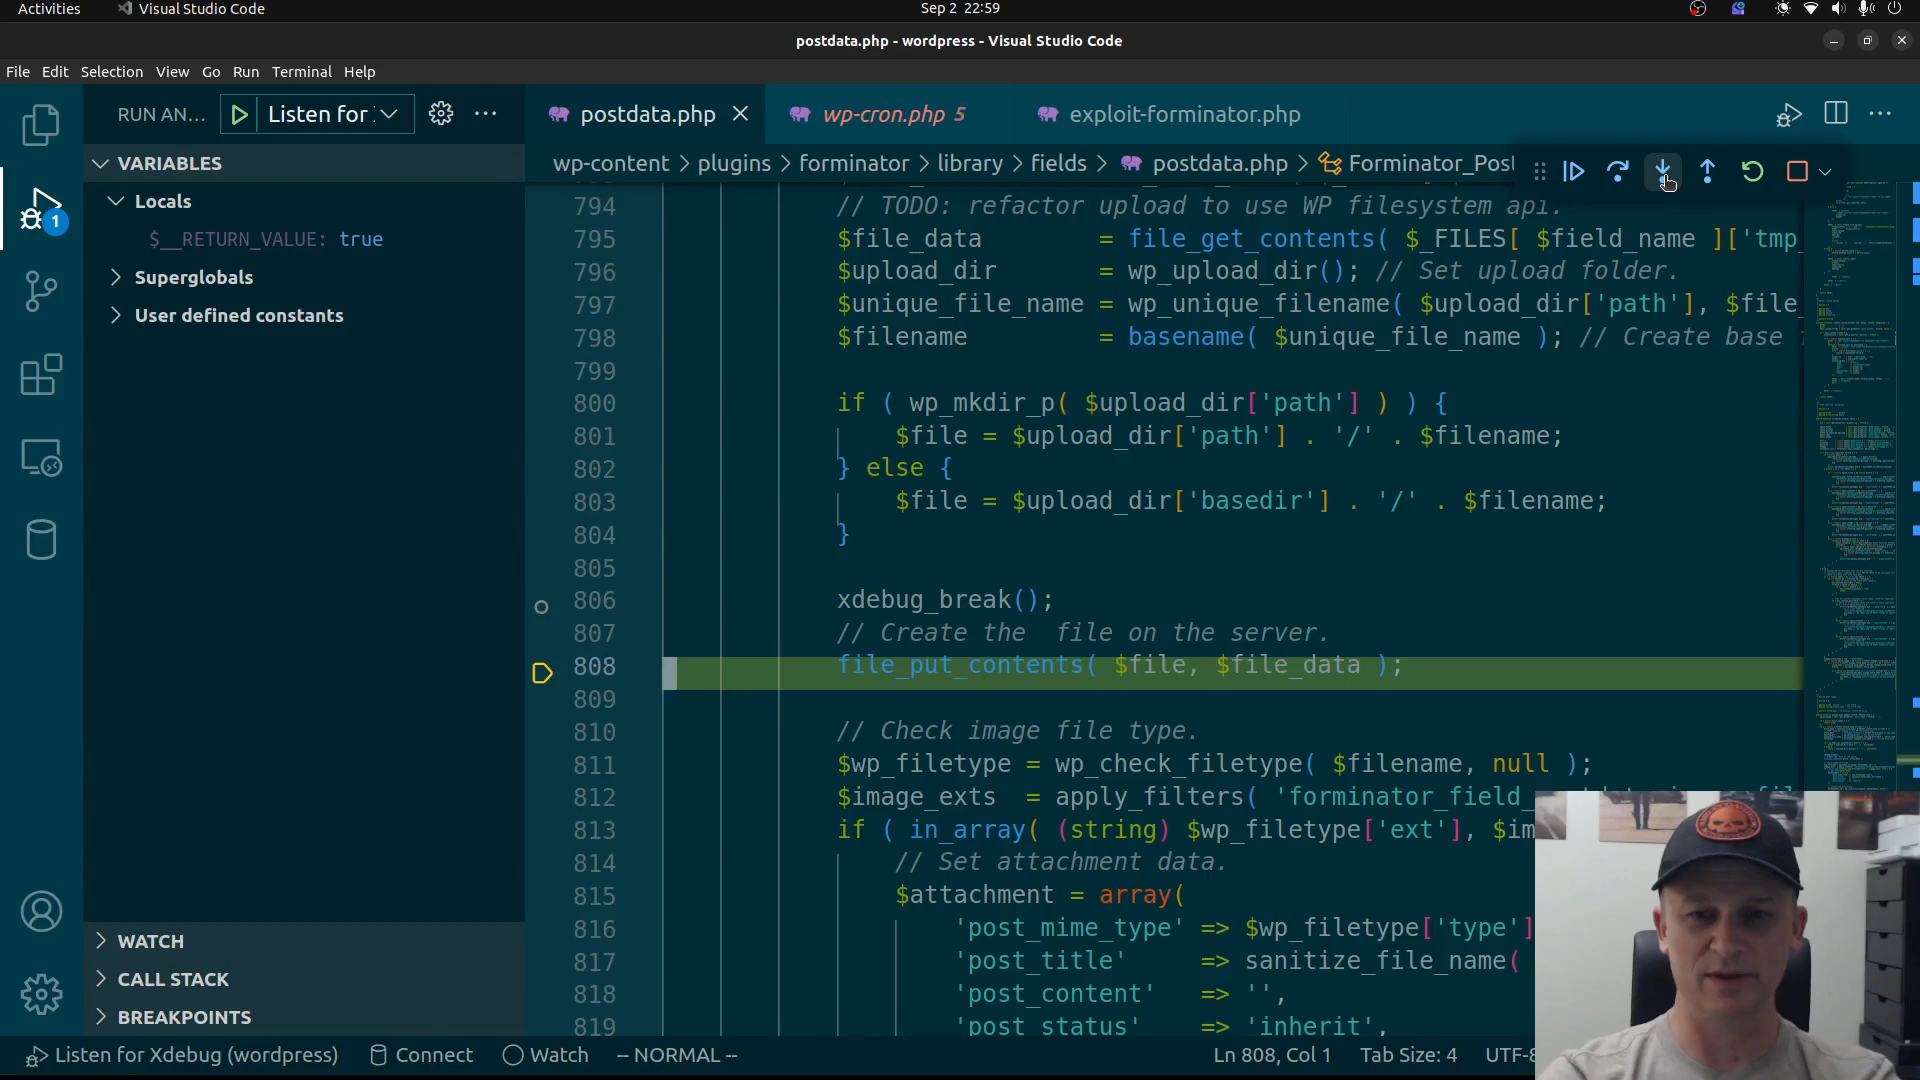 Activities
Visual Studio Code
Sep 2 22:59
postdata.php - wordpress - Visual Studio Code
File Edit Selection View Go Run Terminal Help
RUN AN...
Listen for
postdata.php
wp-cron.php 5
exploit-forminator.php
wp-content > plugins > forminator > library > fields > postdata.php > Forminator_Post
VARIABLES
Locals
$__RETURN_VALUE: true
Superglobals
User defined constants
1
794 // TODO: refactor upload to use WP filesystem api.
795 $file_data = file_get_contents( $_FILES[ $field_name ]['tmp_
796 $upload_dir = wp_upload_dir(); // Set upload folder.
797 $unique_file_name = wp_unique_filename( $upload_dir['path'], $file_
798 $filename = basename( $unique_file_name ); // Create base
799
800 if ( wp_mkdir_p( $upload_dir['path'] ) ) {
801 $file = $upload_dir['path'] . '/' . $filename;
802 } else {
803 $file = $upload_dir['basedir'] . '/' . $filename;
804 }
805
806 xdebug_break();
807 // Create the  file on the server.
808 file_put_contents( $file, $file_data );
809
810 // Check image file type.
811 $wp_filetype = wp_check_filetype( $filename, null );
812 $image_exts = apply_filters( 'forminator_field_
813 if ( in_array( (string) $wp_filetype['ext'], $im
814 // Set attachment data.
815 $attachment = array(
816 'post_mime_type' => $wp_filetype['type']
817 'post_title' => sanitize_file_name(
818 'post_content' => '',
819 'post_status' => 'inherit',
WATCH
CALL STACK
BREAKPOINTS
Listen for Xdebug (wordpress)
Connect
Watch
-- NORMAL --
Ln 808, Col 1
Tab Size: 4
UTF-8